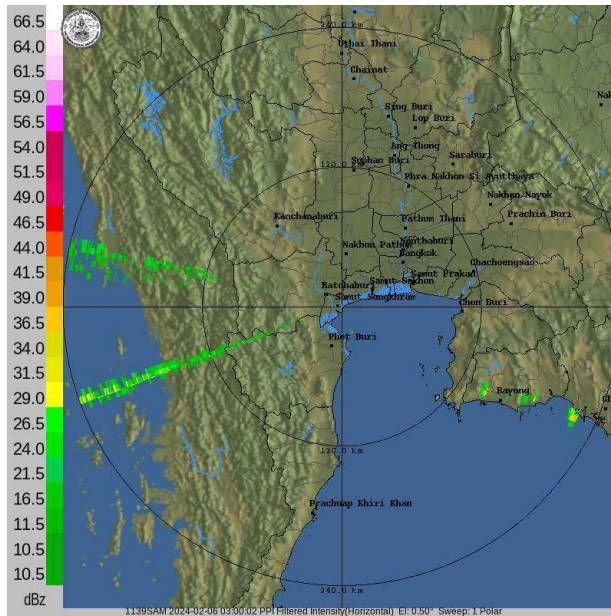 66.5
64.0
61.5
59.0
56.5
54.0
51.5
49.0
46.5
44.0
41.5
39.0
36.5
34.0
31.5
29.0
26.5
24.0
21.5
16.5
11.5
10.5
10.5
dBz
240.0 km
Uthai Thani
Chainat
Sing Buri
Lop Buri
Ang Thong
Saraburi
120.0 km
Suphan Buri
Phra Nakhon Si Ayutthaya
Nakhon Nayok
Prachin Buri
Kanchanaburi
Pathum Thani
Nonthaburi
Nakhon Pathom
Bangkok
Chachoengsao
Samut Prakan
Samut Sakhon
Ratchaburi
Samut Songkhram
Chon Buri
Phet Buri
Rayong
120.0 km
Prachuap Khiri Khan
240.0 km
1139SAM 2024-02-06 03:00:02 PPI Filtered Intensity(Horizontal) El: 0.50° Sweep: 1 Polar